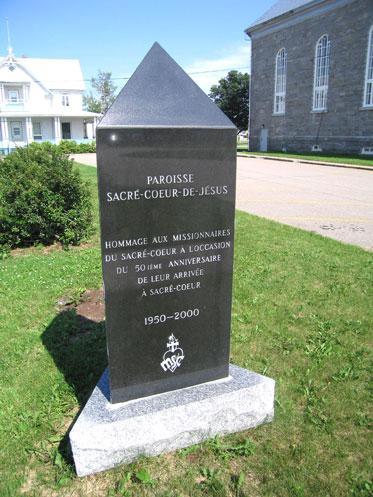 PAROISSE
SACRÉ-COEUR-DE-JÉSUS
HOMMAGE AUX MISSIONNAIRES
DU SACRÉ-COEUR À L'OCCASION
DU 50IÈME ANNIVERSAIRE
DE LEUR ARRIVÉE
À SACRÉ-COEUR
1950-2000
msc